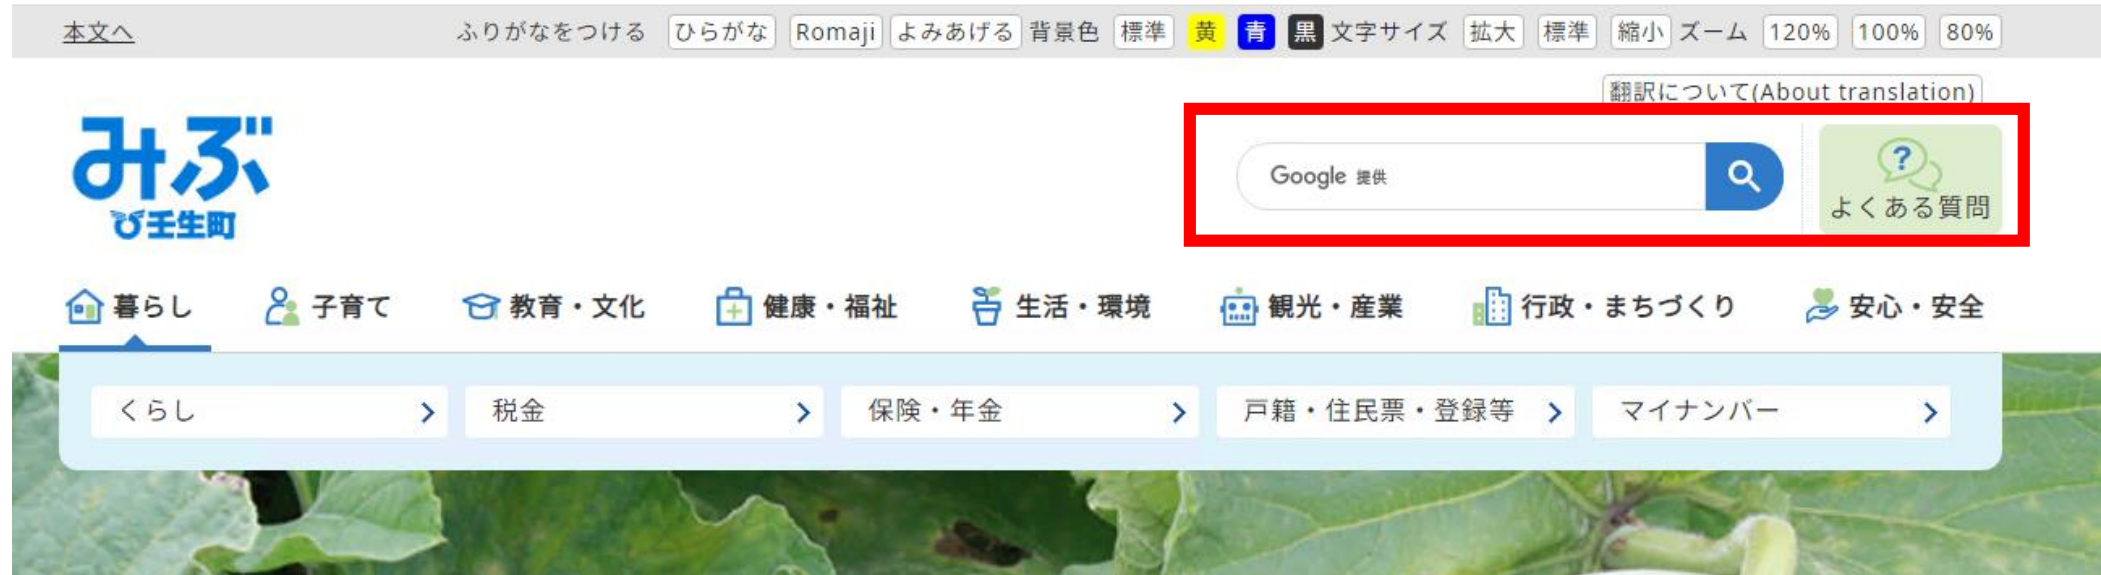 本文へ ふりがなをつける ひらがな Romaji よみあげる 背景色 標準 黄 青 黒 文字サイズ 拡大 標準 縮小 ズーム 120% 100% 80%
翻訳について(About translation)
みぶ
壬生町
Google 提供
?
よくある質問
暮らし 子育て 教育・文化 健康・福祉 生活・環境 観光・産業 行政・まちづくり 安心・安全
くらし 税金 保険・年金 戸籍・住民票・登録等 マイナンバー